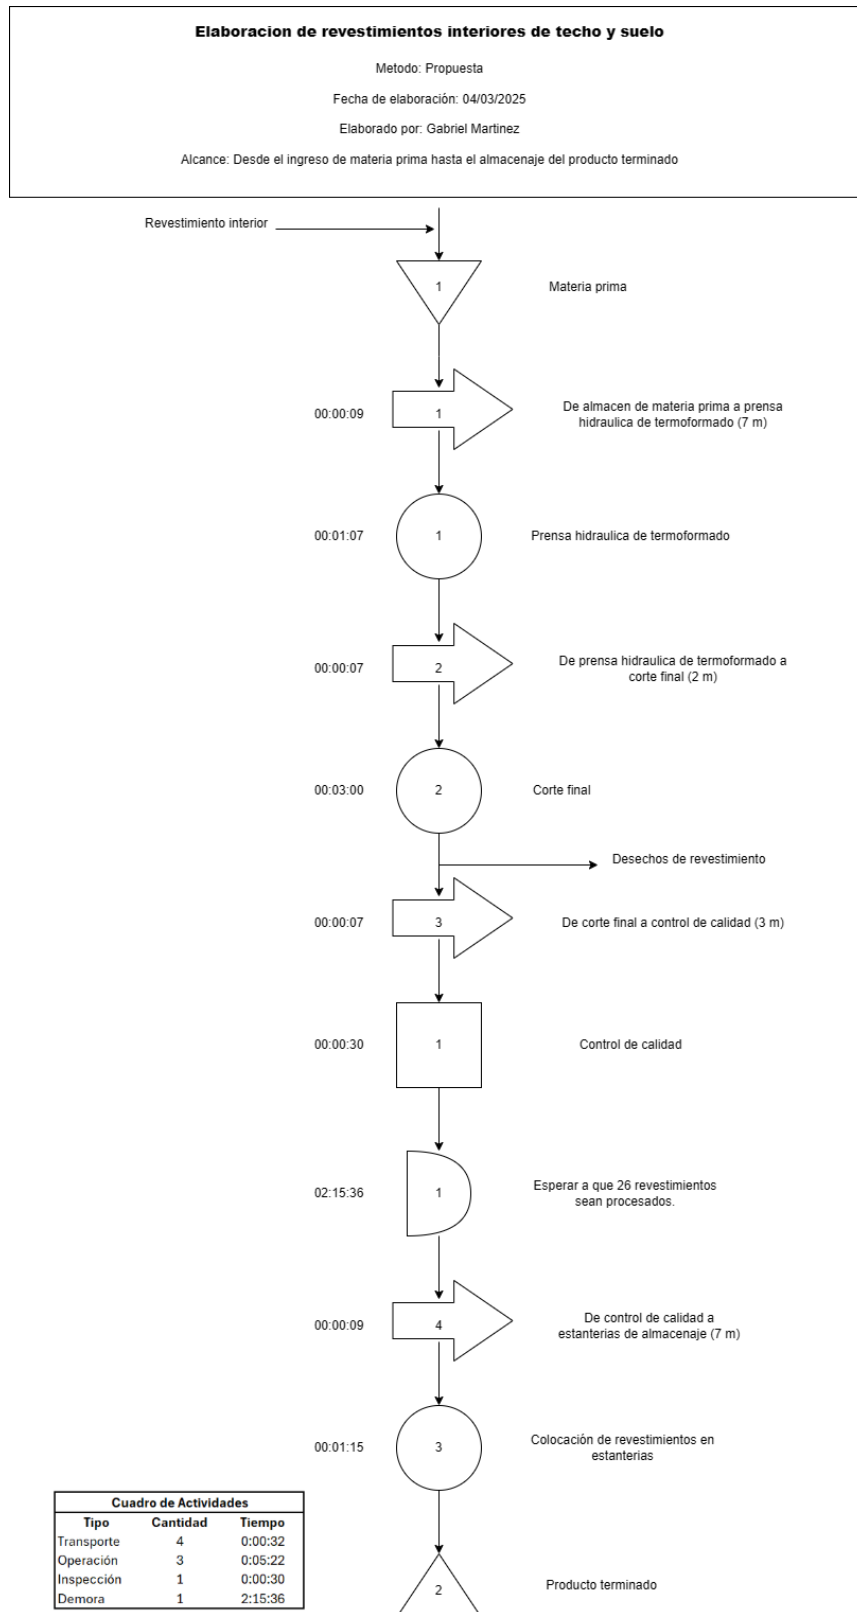 Elaboracion de revestimientos interiores de techo y suelo
Metodo: Propuesta
Fecha de elaboración: 04/03/2025
Elaborado por: Gabriel Martinez
Alcance: Desde el ingreso de materia prima hasta el almacenaje del producto terminado
Revestimiento interior
1
Materia prima
00:00:09
1
De almacen de materia prima a prensa
hidraulica de termoformado (7 m)
00:01:07
1
Prensa hidraulica de termoformado
00:00:07
2
De prensa hidraulica de termoformado a
corte final (2 m)
00:03:00
2
Corte final
Desechos de revestimiento
00:00:07
3
De corte final a control de calidad (3 m)
00:00:30
1
Control de calidad
02:15:36
1
Esperar a que 26 revestimientos
sean procesados.
00:00:09
4
De control de calidad a
estanterias de almacenaje (7 m)
00:01:15
3
Colocación de revestimientos en
estanterias
Cuadro de Actividades
Tipo Cantidad Tiempo
Transporte 4 0:00:32
Operación 3 0:05:22
Inspección 1 0:00:30
Demora 1 2:15:36
2
Producto terminado